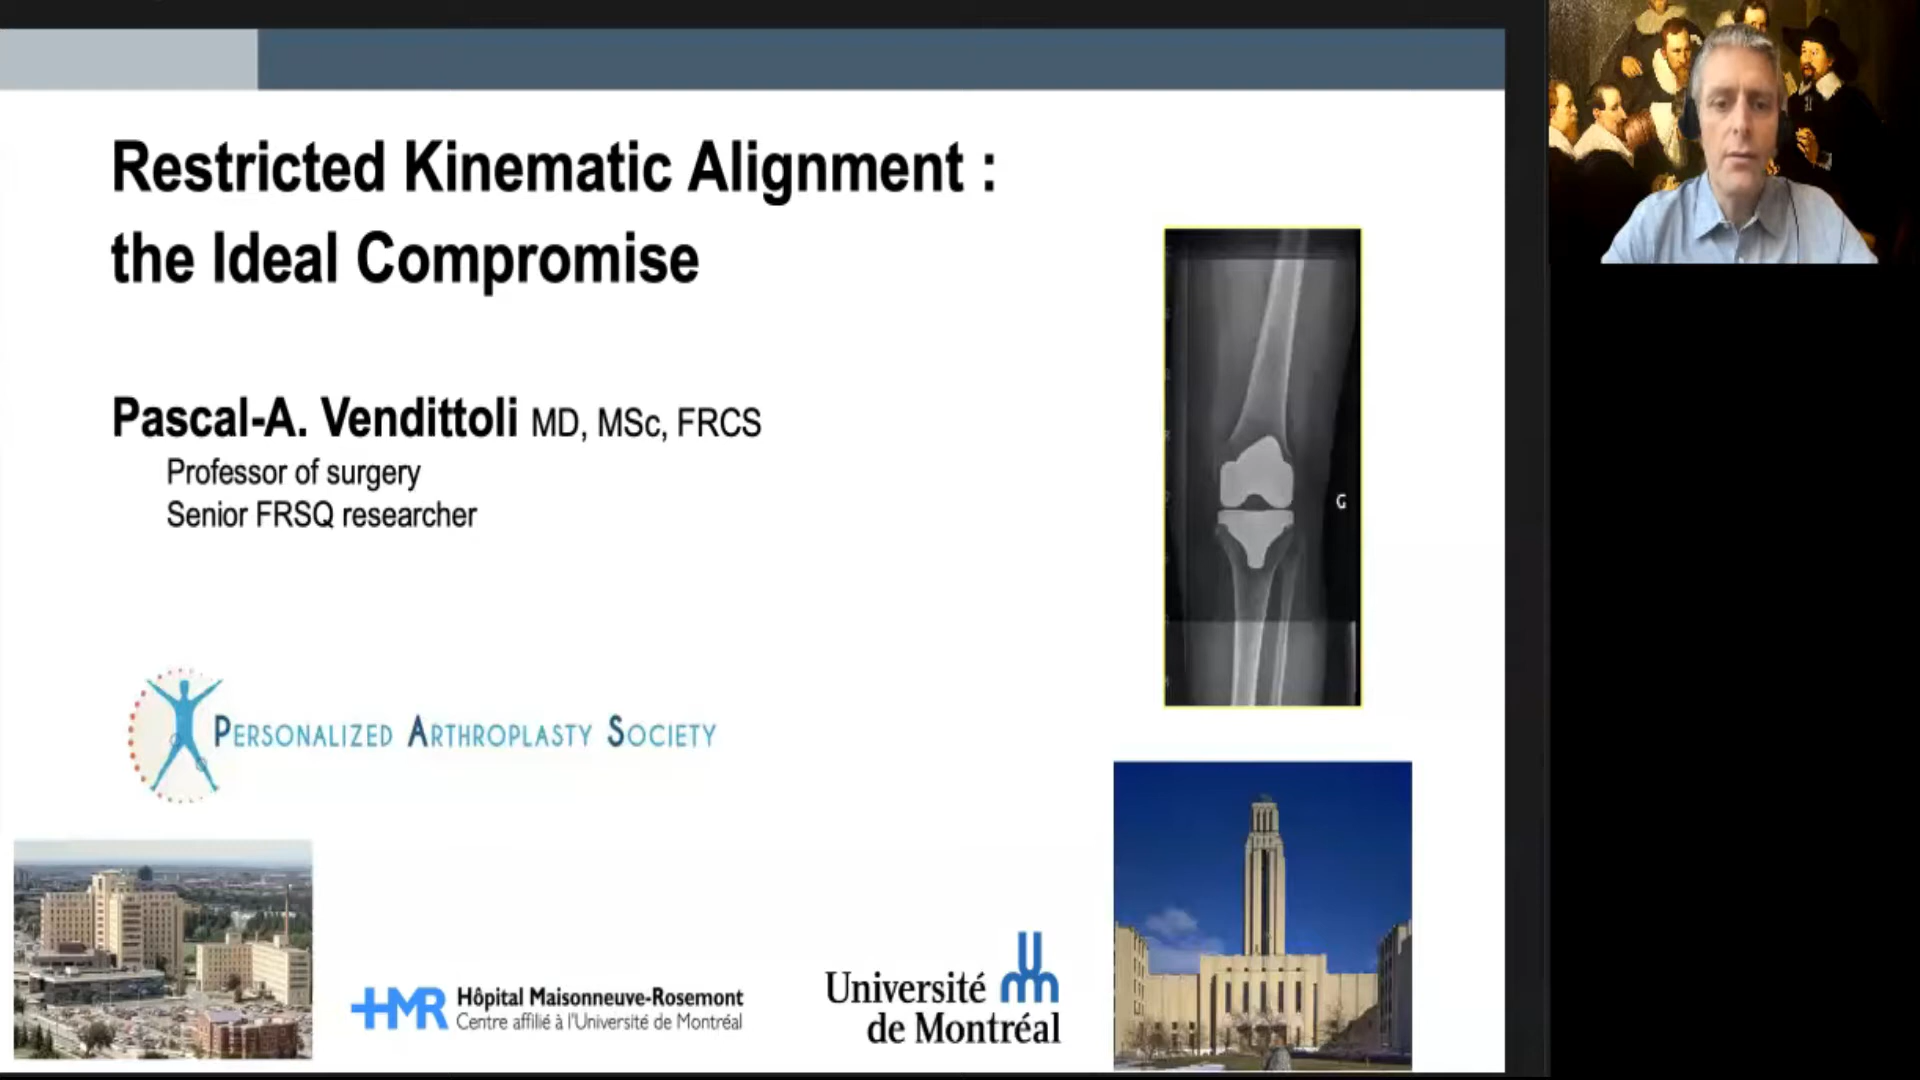 Restricted Kinematic Alignment :
the Ideal Compromise
Pascal-A. Vendittoli MD, MSc, FRCS
Professor of surgery
Senior FRSQ researcher
G
PERSONALIZED ARTHROPLASTY SOCIETY
HMR Hôpital Maisonneuve-Rosemont
Centre affilié à l'Université de Montréal
Université
de Montréal